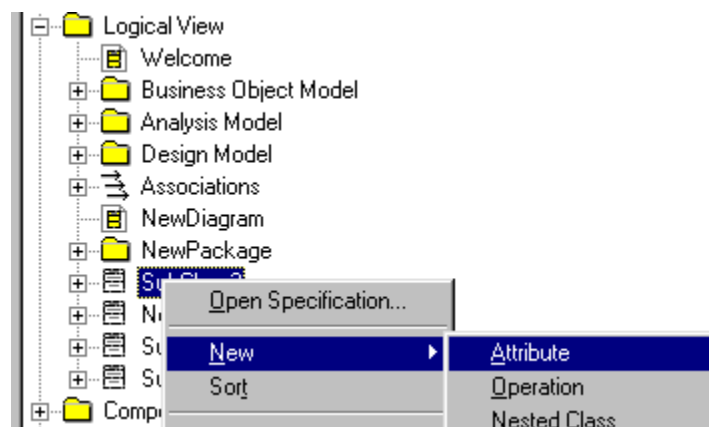 Logical View
Welcome
Business Object Model
Analysis Model
Design Model
Associations
NewDiagram
NewPackage
Open Specification...
New
Attribute
Sort
Operation
Nested Class